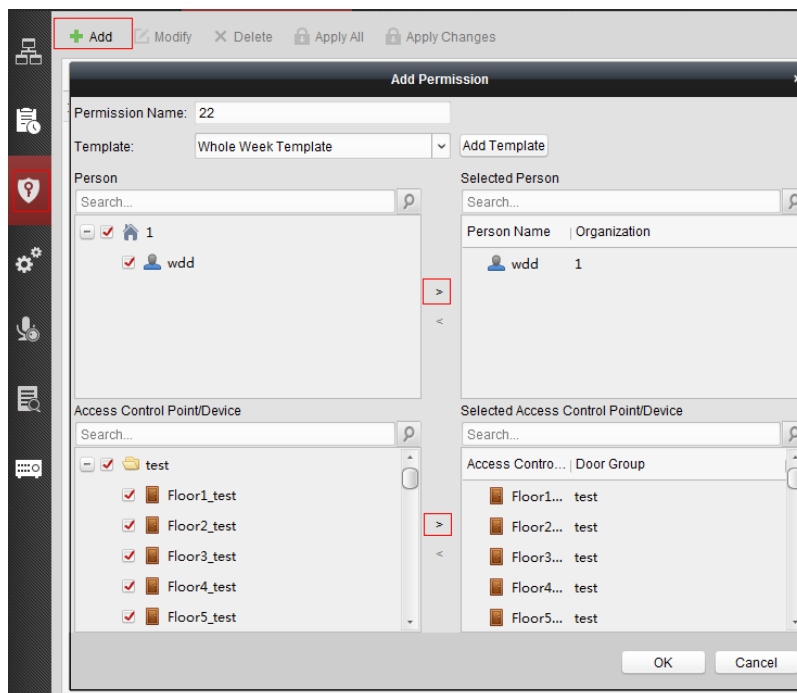 Add Modify Delete Apply All Apply Changes
Add Permission
Permission Name: 22
Template: Whole Week Template Add Template
Person Selected Person
Search... Search...
1 Person Name Organization
wdd wdd 1
>
<
Access Control Point/Device Selected Access Control Point/Device
Search... Search...
test Access Contro... Door Group
Floor1_test Floor1... test
Floor2_test > Floor2... test
Floor3_test < Floor3... test
Floor4_test Floor4... test
Floor5_test Floor5... test
OK Cancel